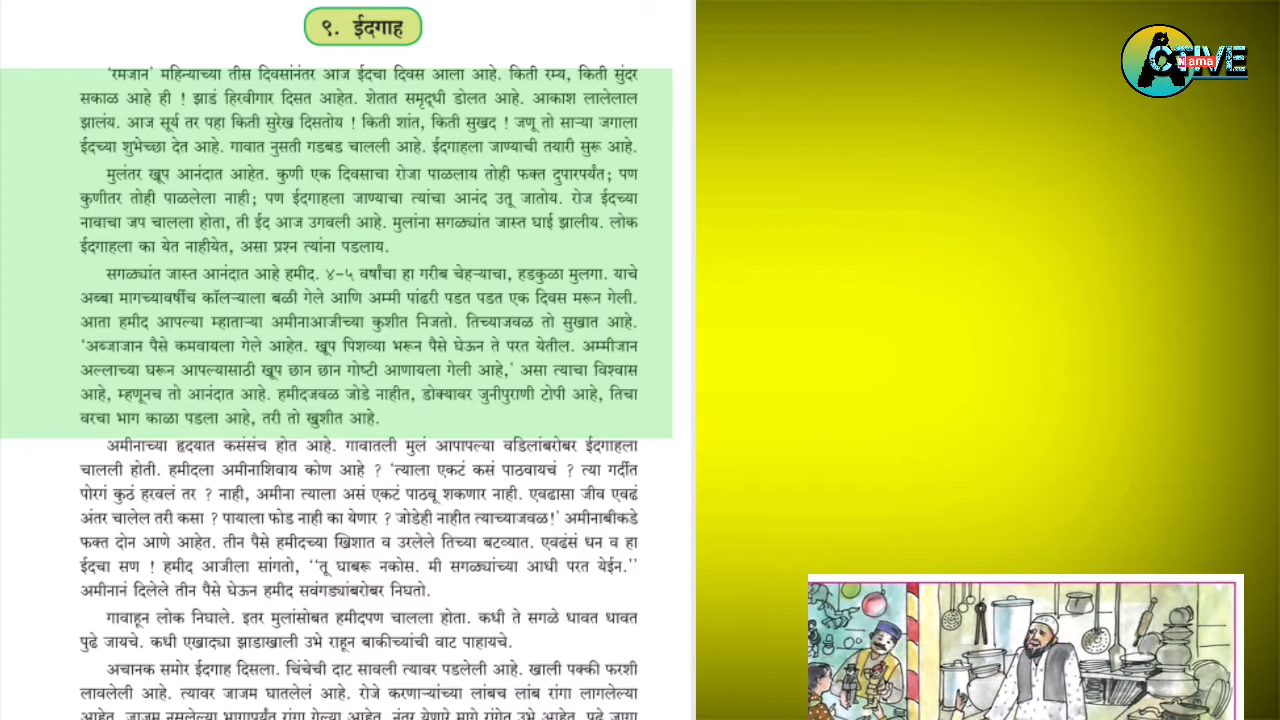 ९. ईदगाह
'रमजान' महिन्याच्या तीस दिवसांनंतर आज ईदचा दिवस आला आहे. किती रम्य, किती सुंदर
सकाळ आहे ही ! झाडं हिरवीगार दिसत आहेत. शेतात समृद्धी डोलत आहे. आकाश लालेलाल
झालंय. आज सूर्य तर पहा किती सुरेख दिसतोय ! किती शांत, किती सुखद ! जणू तो साऱ्या जगाला
ईदच्या शुभेच्छा देत आहे. गावात नुसती गडबड चालली आहे. ईदगाहला जाण्याची तयारी सुरू आहे.
मुलंतर खूप आनंदात आहेत. कुणी एक दिवसाचा रोजा पाळलाय तोही फक्त दुपारपर्यंत; पण
कुणीतर तोही पाळलेला नाही; पण ईदगाहला जाण्याचा त्यांचा आनंद उतू जातोय. रोज ईदच्या
नावाचा जप चालला होता, ती ईद आज उगवली आहे. मुलांना सगळ्यांत जास्त घाई झालीय. लोक
ईदगाहला का येत नाहीयेत, असा प्रश्न त्यांना पडलाय.
सगळ्यांत जास्त आनंदात आहे हमीद. ४-५ वर्षांचा हा गरीब चेहऱ्याचा, हडकुळा मुलगा. याचे
अब्बा मागच्यावर्षीच कॉलऱ्याला बळी गेले आणि अम्मी पांढरी पडत पडत एक दिवस मरून गेली.
आता हमीद आपल्या म्हाताऱ्या अमीनाआजीच्या कुशीत निजतो. तिच्याजवळ तो सुखात आहे.
'अब्जाजान पैसे कमवायला गेले आहेत. खूप पिशव्या भरून पैसे घेऊन ते परत येतील. अम्मीजान
अल्लाच्या घरून आपल्यासाठी खूप छान छान गोष्टी आणायला गेली आहे,' असा त्याचा विश्वास
आहे, म्हणूनच तो आनंदात आहे. हमीदजवळ जोडे नाहीत, डोक्यावर जुनीपुराणी टोपी आहे, तिचा
वरचा भाग काळा पडला आहे, तरी तो खुशीत आहे.
अमीनाच्या हृदयात कसंसंच होत आहे. गावातली मुलं आपापल्या वडिलांबरोबर ईदगाहला
चालली होती. हमीदला अमीनाशिवाय कोण आहे ? 'त्याला एकटं कसं पाठवायचं ? त्या गर्दीत
पोरगं कुठं हरवलं तर ? नाही, अमीना त्याला असं एकटं पाठवू शकणार नाही. एवढासा जीव एवढं
अंतर चालेल तरी कसा ? पायाला फोड नाही का येणार ? जोडेही नाहीत त्याच्याजवळ!' अमीनाबीकडे
फक्त दोन आणे आहेत. तीन पैसे हमीदच्या खिशात व उरलेले तिच्या बटव्यात. एवढंसं धन व हा
ईदचा सण ! हमीद आजीला सांगतो, ''तू घाबरू नकोस. मी सगळ्यांच्या आधी परत येईन.''
अमीनानं दिलेले तीन पैसे घेऊन हमीद सवंगड्यांबरोबर निघतो.
गावाहून लोक निघाले. इतर मुलांसोबत हमीदपण चालला होता. कधी ते सगळे धावत धावत
पुढे जायचे. कधी एखाद्या झाडाखाली उभे राहून बाकीच्यांची वाट पाहायचे.
अचानक समोर ईदगाह दिसला. चिंचेची दाट सावली त्यावर पडलेली आहे. खाली पक्की फरशी
लावलेली आहे. त्यावर जाजम घातलेलं आहे. रोजे करणाऱ्यांच्या लांबच लांब रांगा लागलेल्या
आहेत. जाजम नसलेल्या भागापर्यंत रांगा गेल्या आहेत. नंतर येणारे मागे रांगेत उभे आहेत. पुढे जागा
ACTIVE
Nama